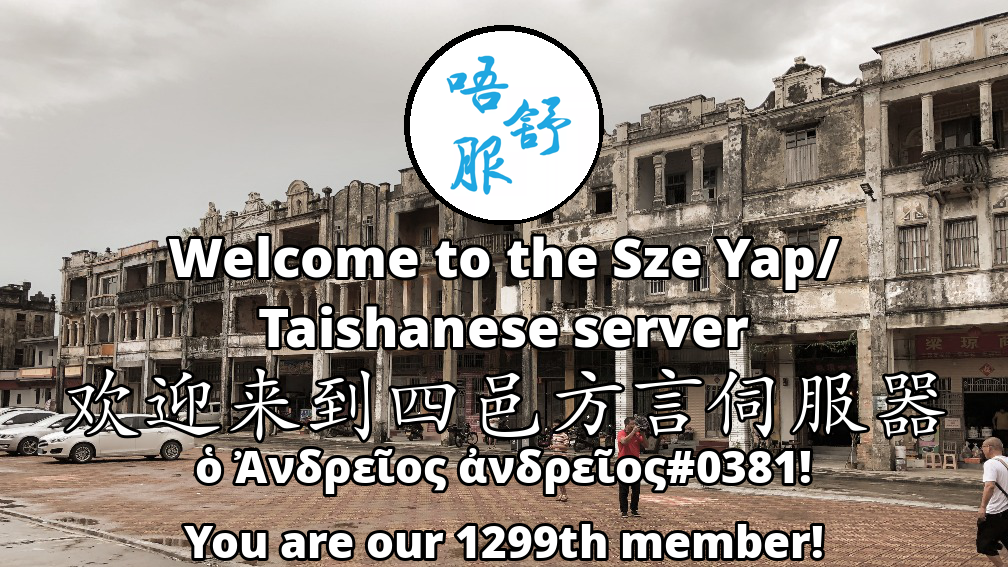 唔
舒
服
Welcome to the Sze Yap/
Taishanese server
欢迎来到四邑方言伺服器
ὁ Ἀνδρεῖος ἀνδρεῖος#0381!
You are our 1299th member!